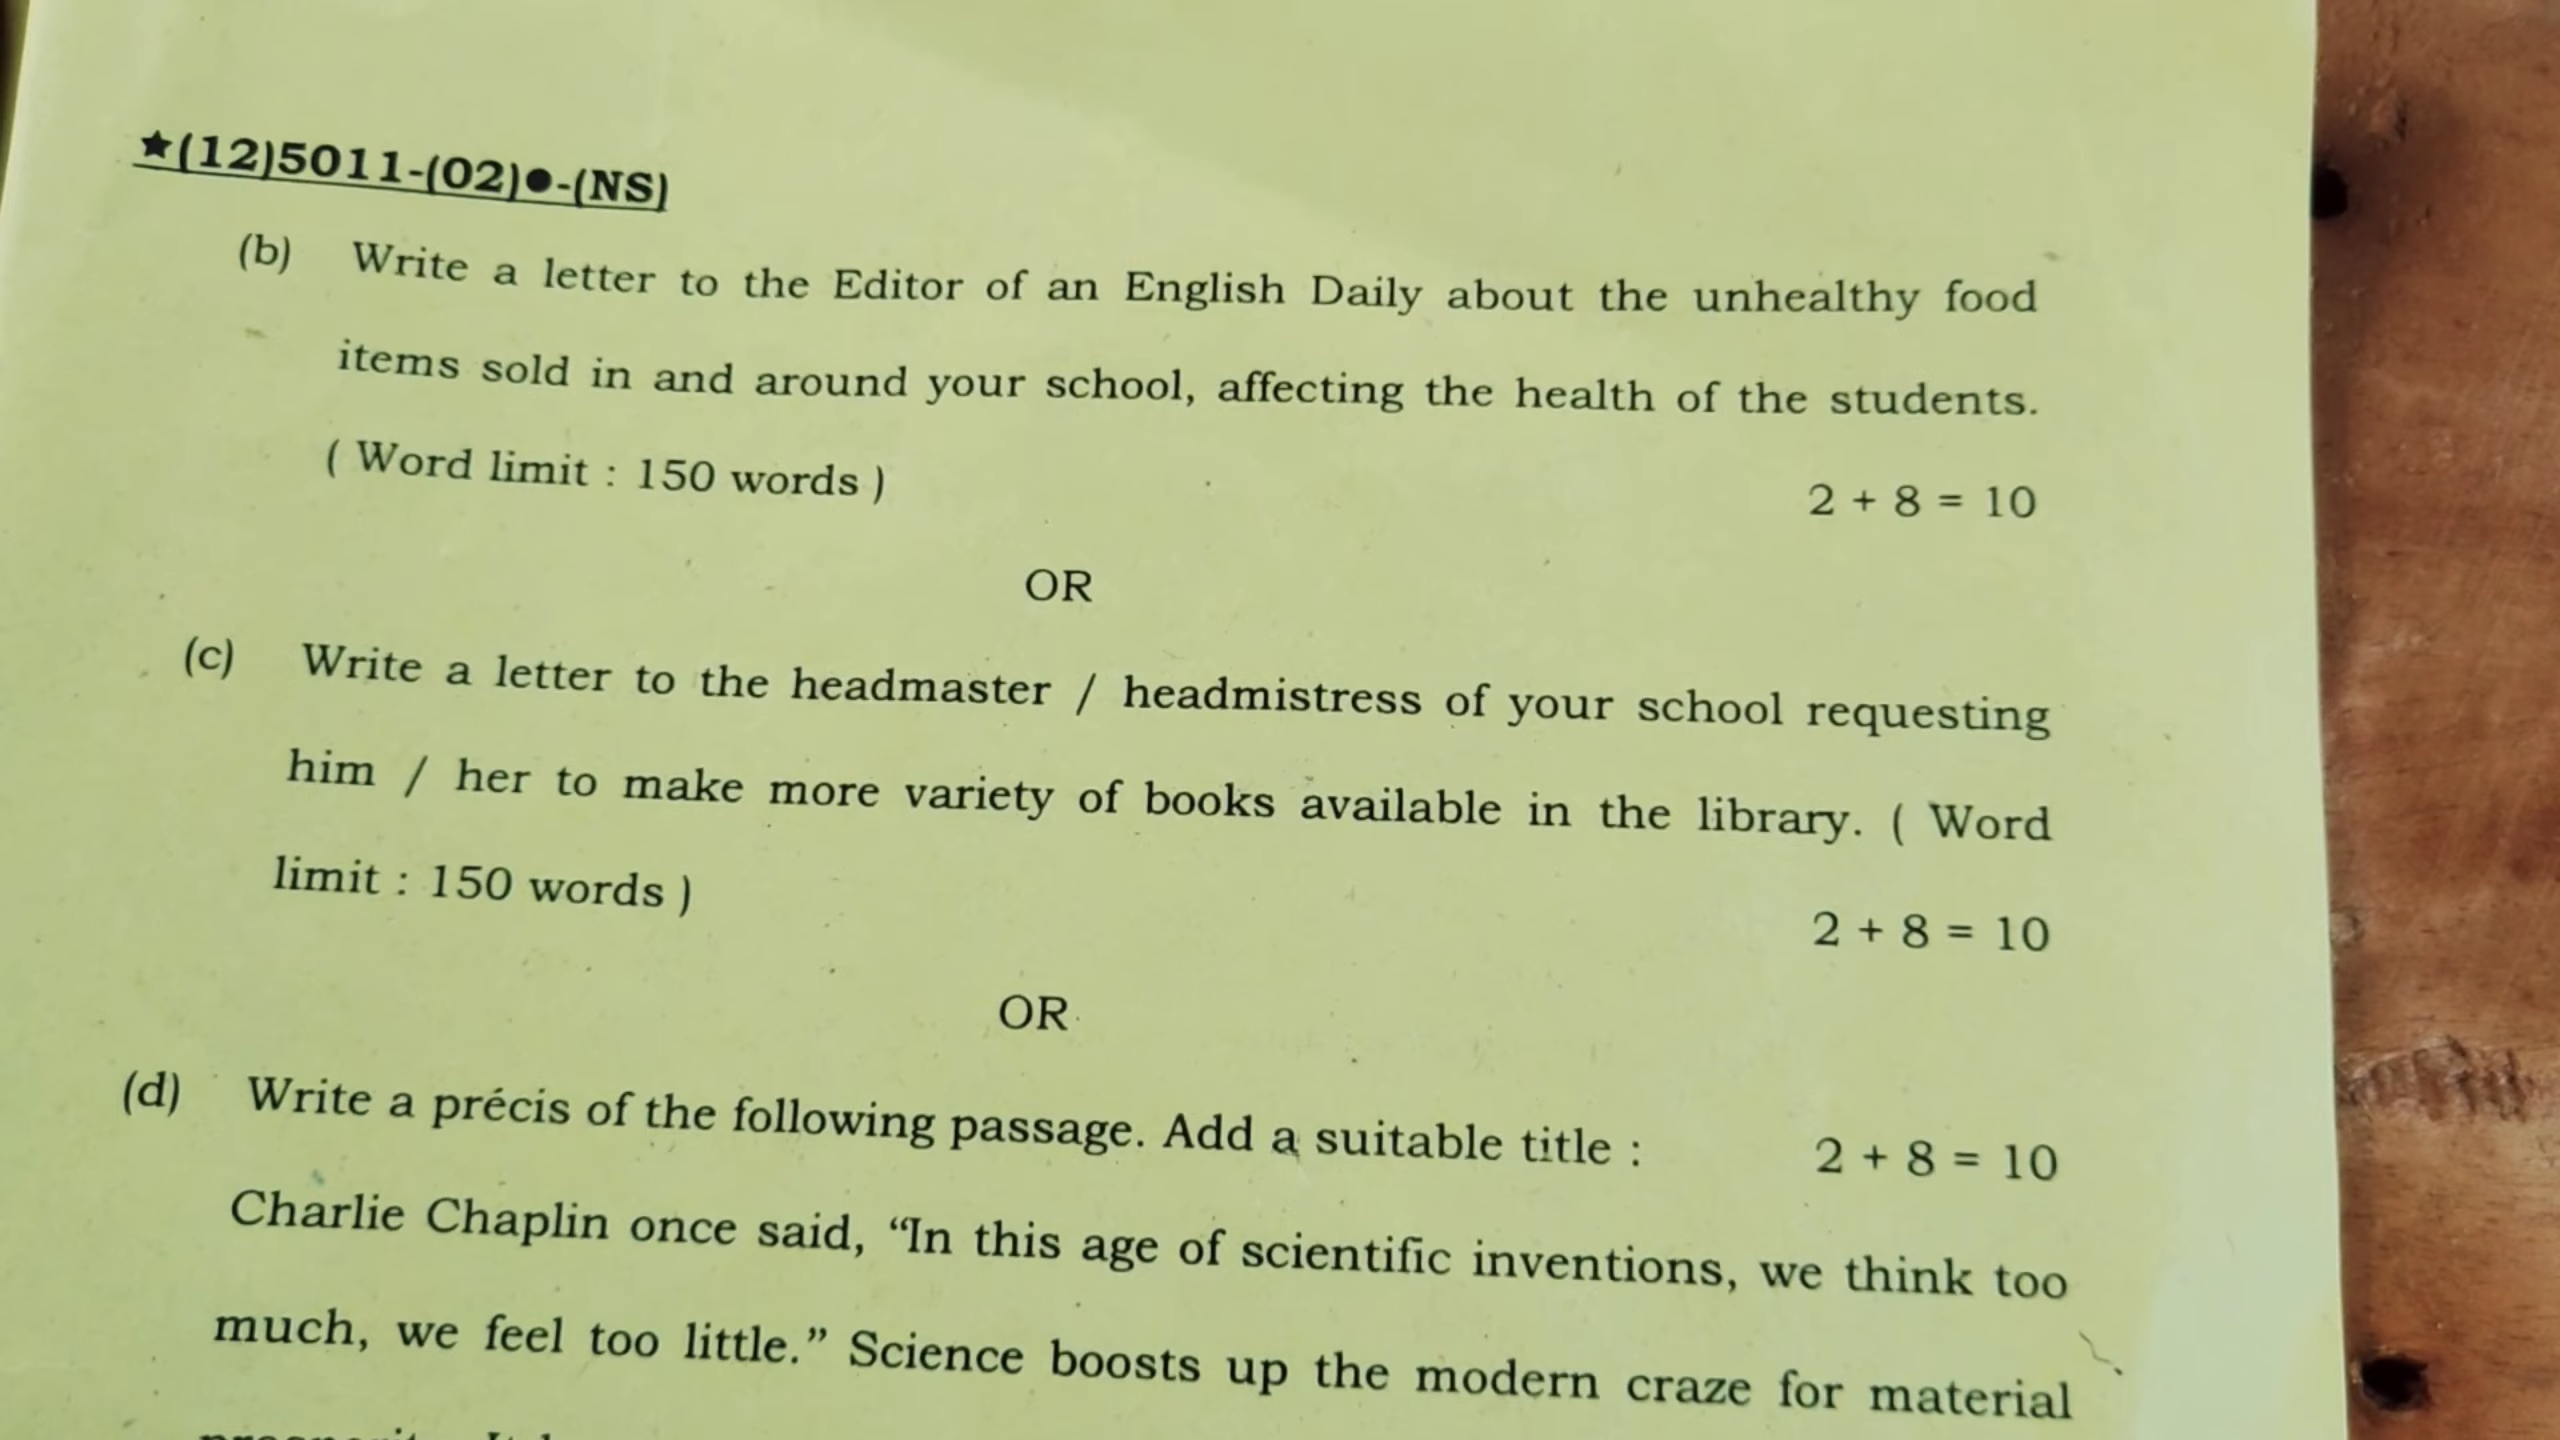 ★(12)5011-(02)●-(NS)
(b) Write a letter to the Editor of an English Daily about the unhealthy food
items sold in and around your school, affecting the health of the students.
( Word limit : 150 words )
2 + 8 = 10
OR
(c) Write a letter to the headmaster / headmistress of your school requesting
him / her to make more variety of books available in the library. ( Word
limit : 150 words )
2 + 8 = 10
OR
(d) Write a précis of the following passage. Add a suitable title : 2 + 8 = 10
Charlie Chaplin once said, “In this age of scientific inventions, we think too
much, we feel too little.” Science boosts up the modern craze for material